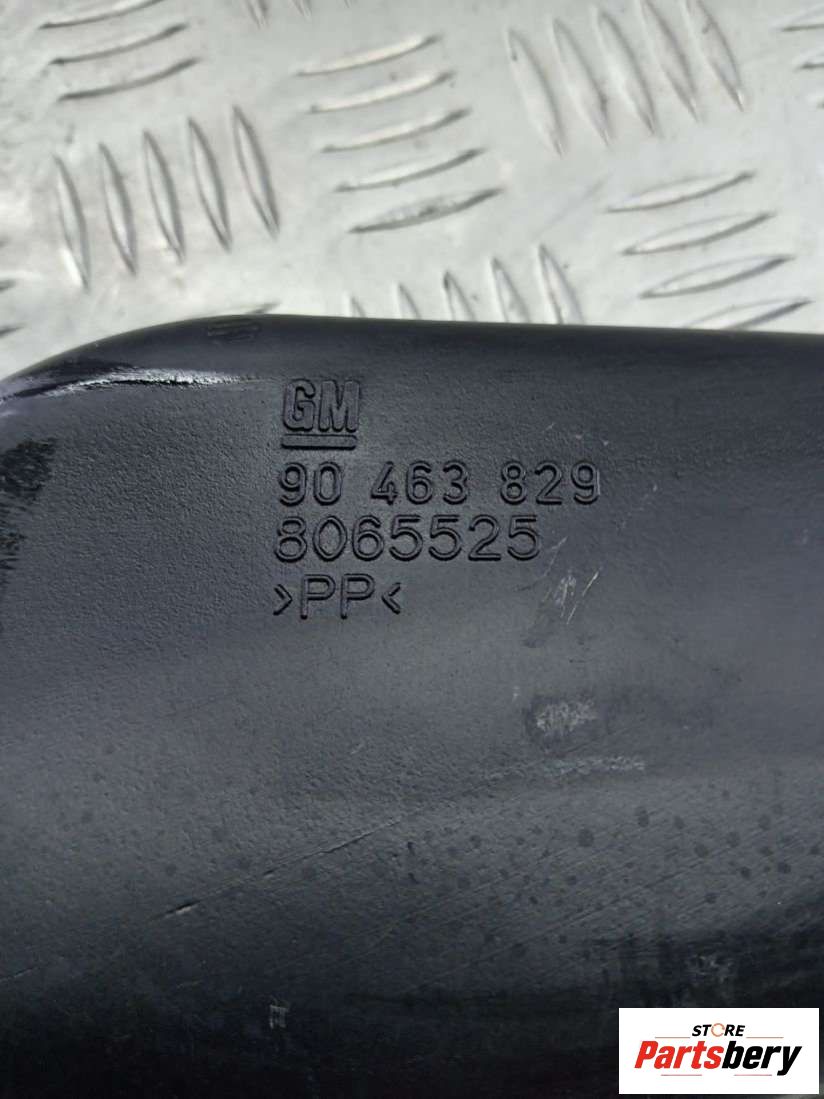 GM
90 463 829
8065525
>PP<
STORE
Partsbery